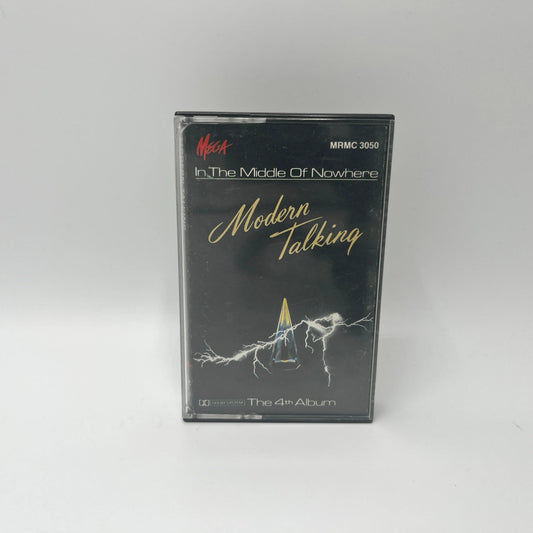 MEGA
MRMC 3050
In The Middle Of Nowhere
Modern
Talking
The 4th Album